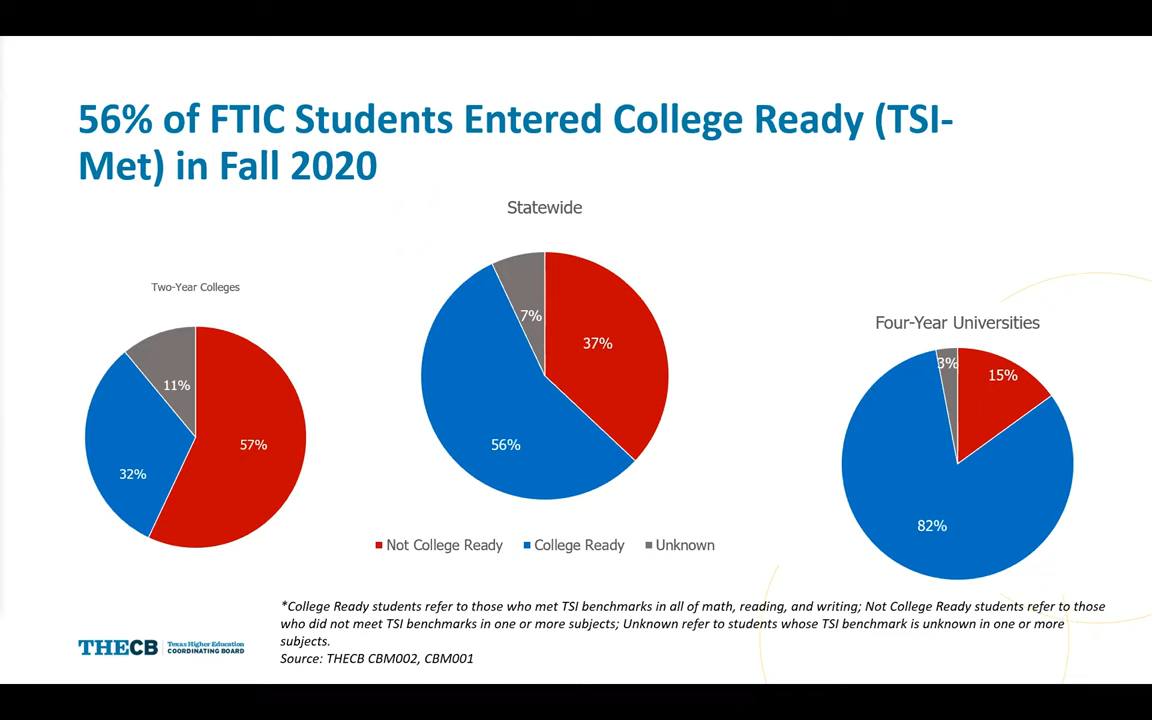 56% of FTIC Students Entered College Ready (TSI-
Met) in Fall 2020
Statewide
7%
37%
56%
Two-Year Colleges
11%
57%
32%
Four-Year Universities
3%
15%
82%
Not College Ready
College Ready
Unknown
*College Ready students refer to those who met TSI benchmarks in all of math, reading, and writing; Not College Ready students refer to those
who did not meet TSI benchmarks in one or more subjects; Unknown refer to students whose TSI benchmark is unknown in one or more
subjects.
Source: THECB CBM002, CBM001
THECB
Texas Higher Education
COORDINATING BOARD